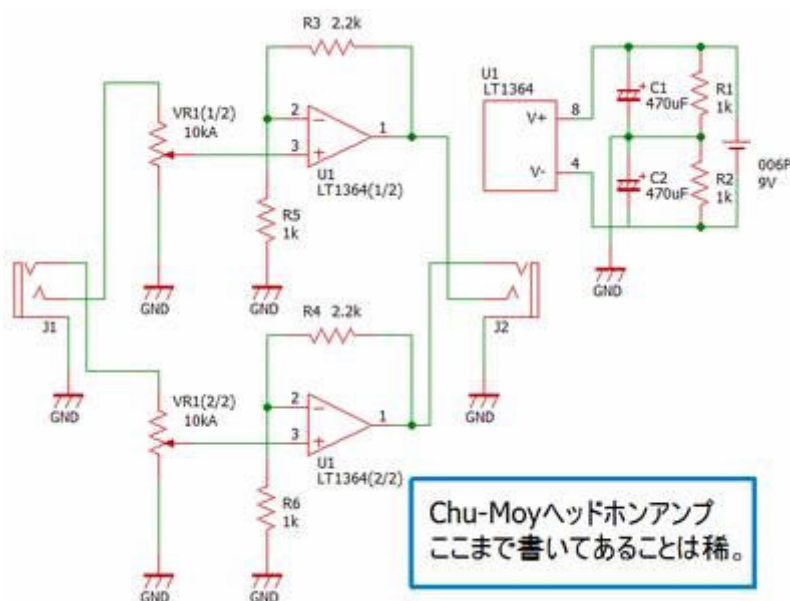 R3 2.2k
VR1(1/2)
10kA
2
3
1
U1
LT1364(1/2)
R5
1k
GND
GND
U1
LT1364
V+
V-
8
4
C1
470uF
C2
470uF
R1
1k
R2
1k
006P
9V
GND
J1
GND
R4 2.2k
J2
GND
VR1(2/2)
10kA
2
3
1
U1
LT1364(2/2)
R6
1k
GND
GND
Chu-Moyヘッドホンアンプ
ここまで書いてあることは稀。